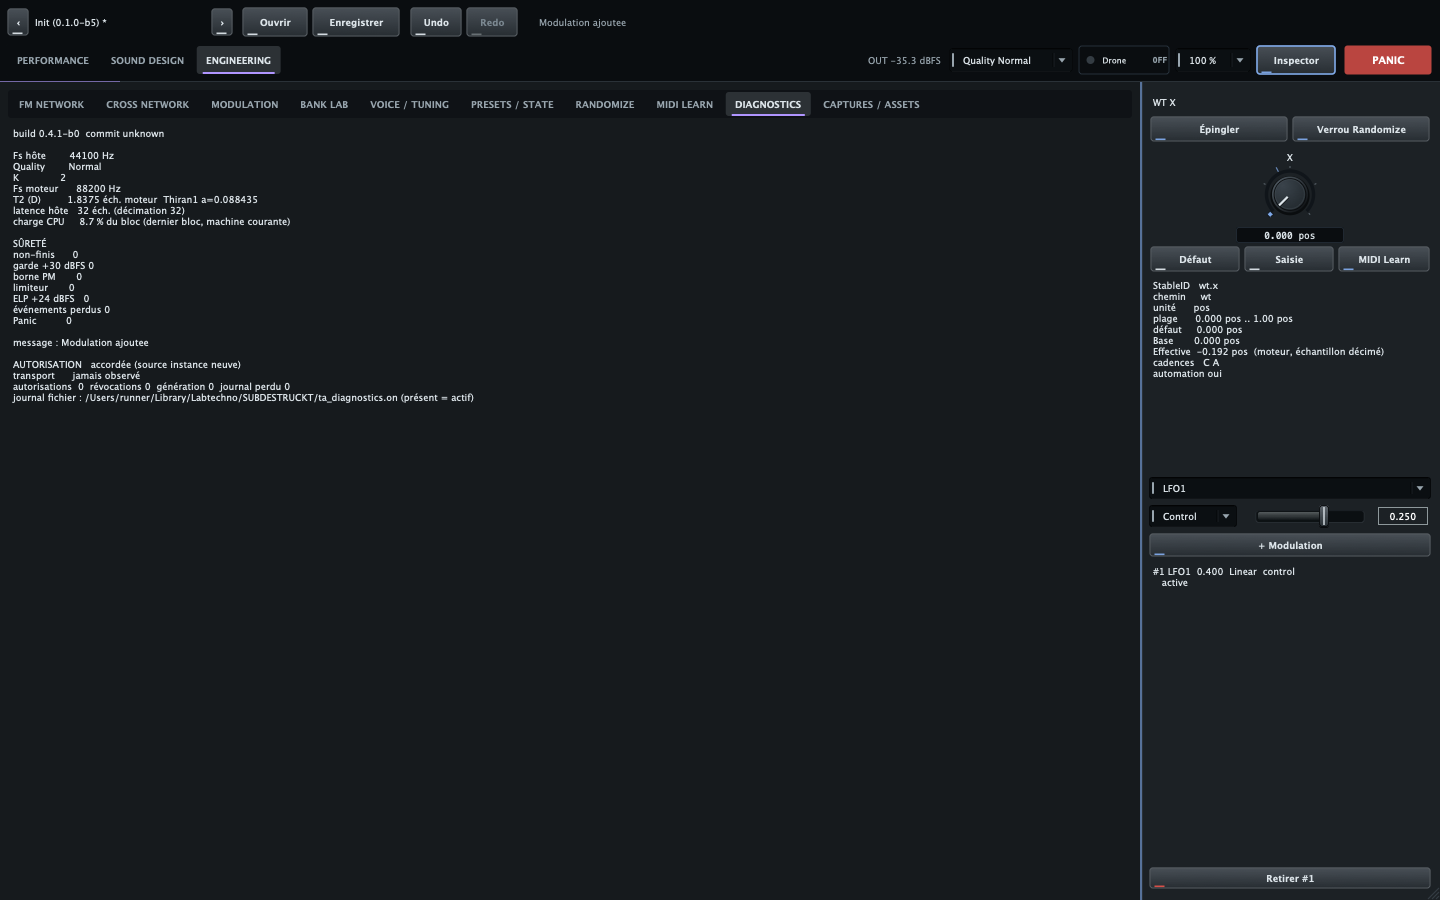 ‹ Init (0.1.0-b5) * › Ouvrir Enregistrer Undo Redo Modulation ajoutee
PERFORMANCE SOUND DESIGN ENGINEERING OUT -35.3 dBFS Quality Normal Drone OFF 100 % Inspector PANIC
FM NETWORK CROSS NETWORK MODULATION BANK LAB VOICE / TUNING PRESETS / STATE RANDOMIZE MIDI LEARN DIAGNOSTICS CAPTURES / ASSETS
build 0.4.1-b0 commit unknown
Fs hôte 44100 Hz
Quality Normal
K 2
Fs moteur 88200 Hz
T2 (D) 1.8375 éch. moteur Thiran1 a=0.088435
latence hôte 32 éch. (décimation 32)
charge CPU 8.7 % du bloc (dernier bloc, machine courante)
SÛRETÉ
non-finis 0
garde +30 dBFS 0
borne PM 0
limiteur 0
ELP +24 dBFS 0
événements perdus 0
Panic 0
message : Modulation ajoutee
AUTORISATION accordée (source instance neuve)
transport jamais observé
autorisations 0 révocations 0 génération 0 journal perdu 0
journal fichier : /Users/runner/Library/Labtechno/SUBDESTRUCKT/ta_diagnostics.on (présent = actif)
WT X
Épingler Verrou Randomize
X
0.000 pos
Défaut Saisie MIDI Learn
StableID wt.x
chemin wt
unité pos
plage 0.000 pos .. 1.00 pos
défaut 0.000 pos
Base 0.000 pos
Effective -0.192 pos (moteur, échantillon décimé)
cadences C A
automation oui
LFO1
Control 0.250
+ Modulation
#1 LFO1 0.400 Linear control
active
Retirer #1